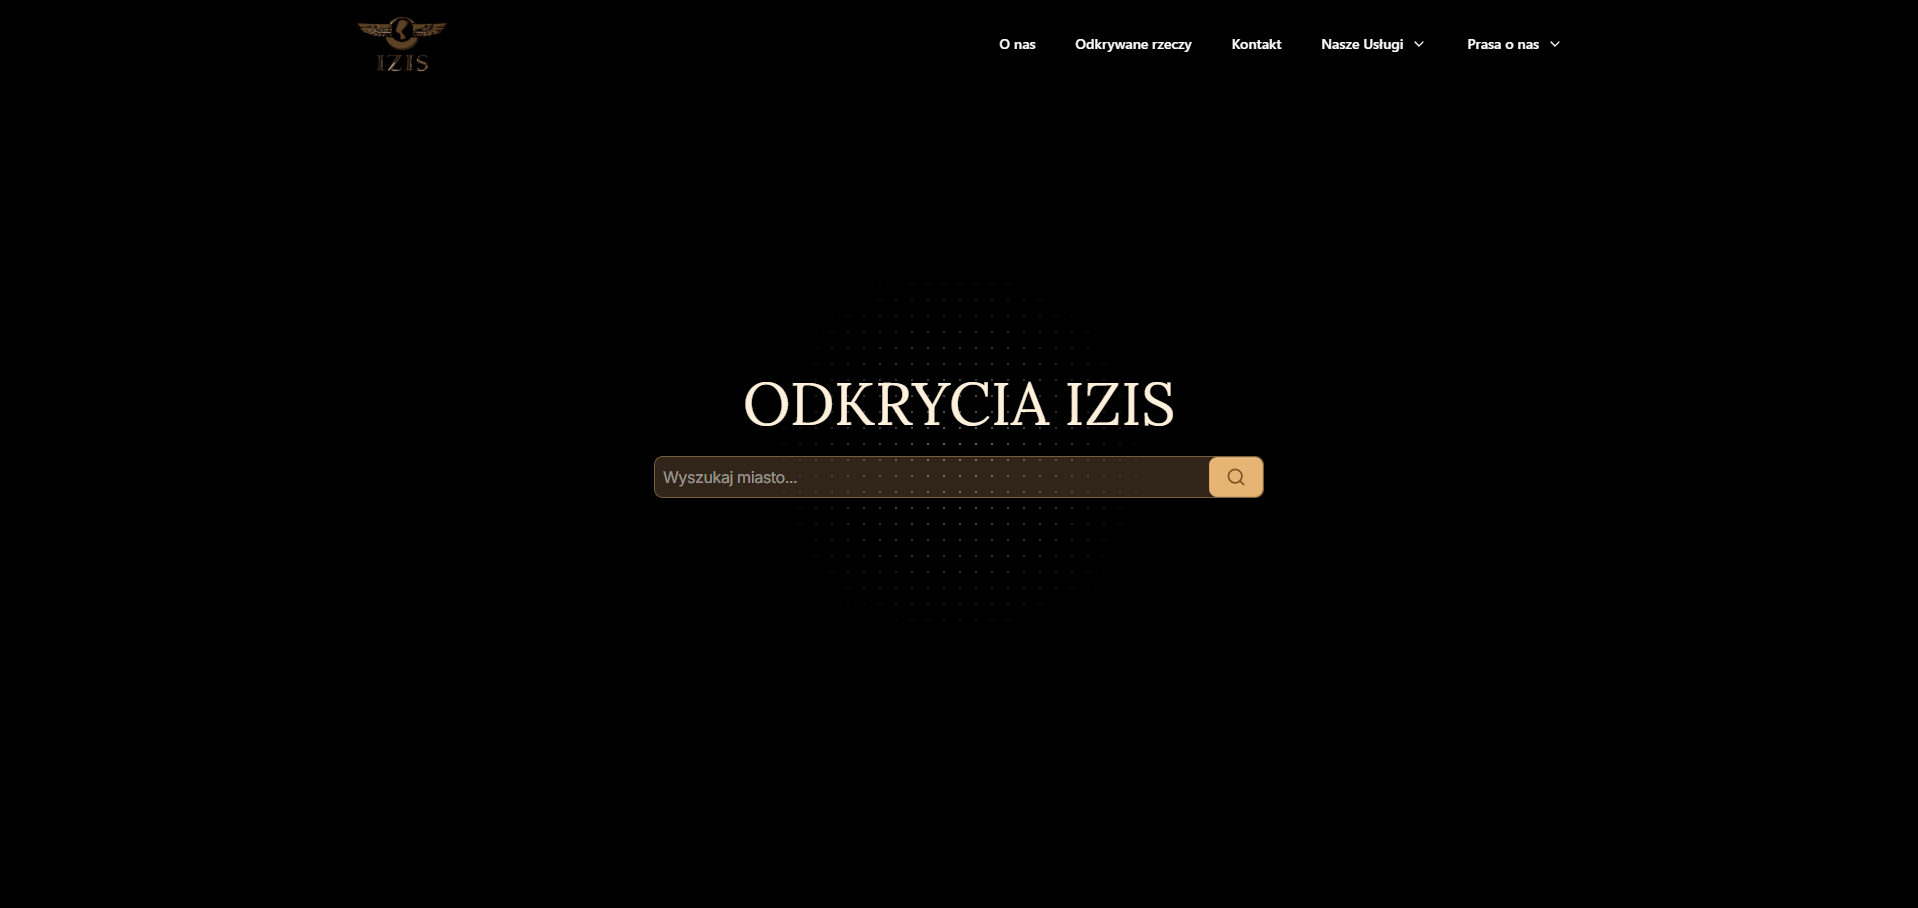 IZIS
O nas
Odkrywane rzeczy
Kontakt
Nasze Usługi
Prasa o nas
ODKRYCIA IZIS
Wyszukaj miasto...